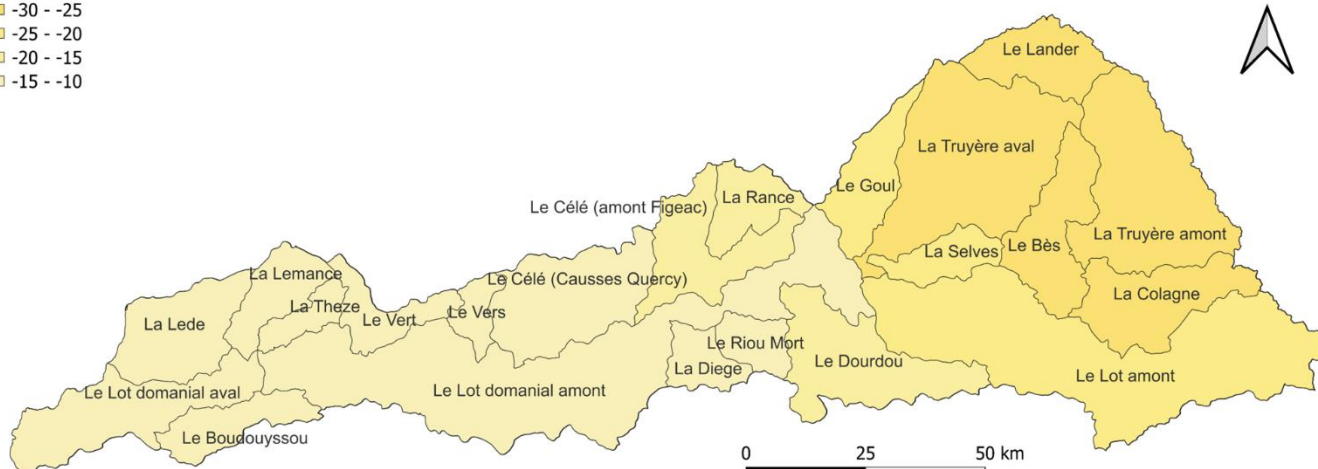 -30 - -25
-25 - -20
-20 - -15
-15 - -10
Le Lander
La Truyère aval
Le Goul
La Rance
Le Célé (amont Figeac)
La Truyère amont
La Selves
Le Bès
La Colagne
La Lemance
Le Célé (Causses Quercy)
La Theze
Le Vers
Le Vert
La Lede
Le Riou Mort
La Diege
Le Dourdou
Le Lot amont
Le Lot domanial aval
Le Lot domanial amont
Le Boudouyssou
0 25 50 km